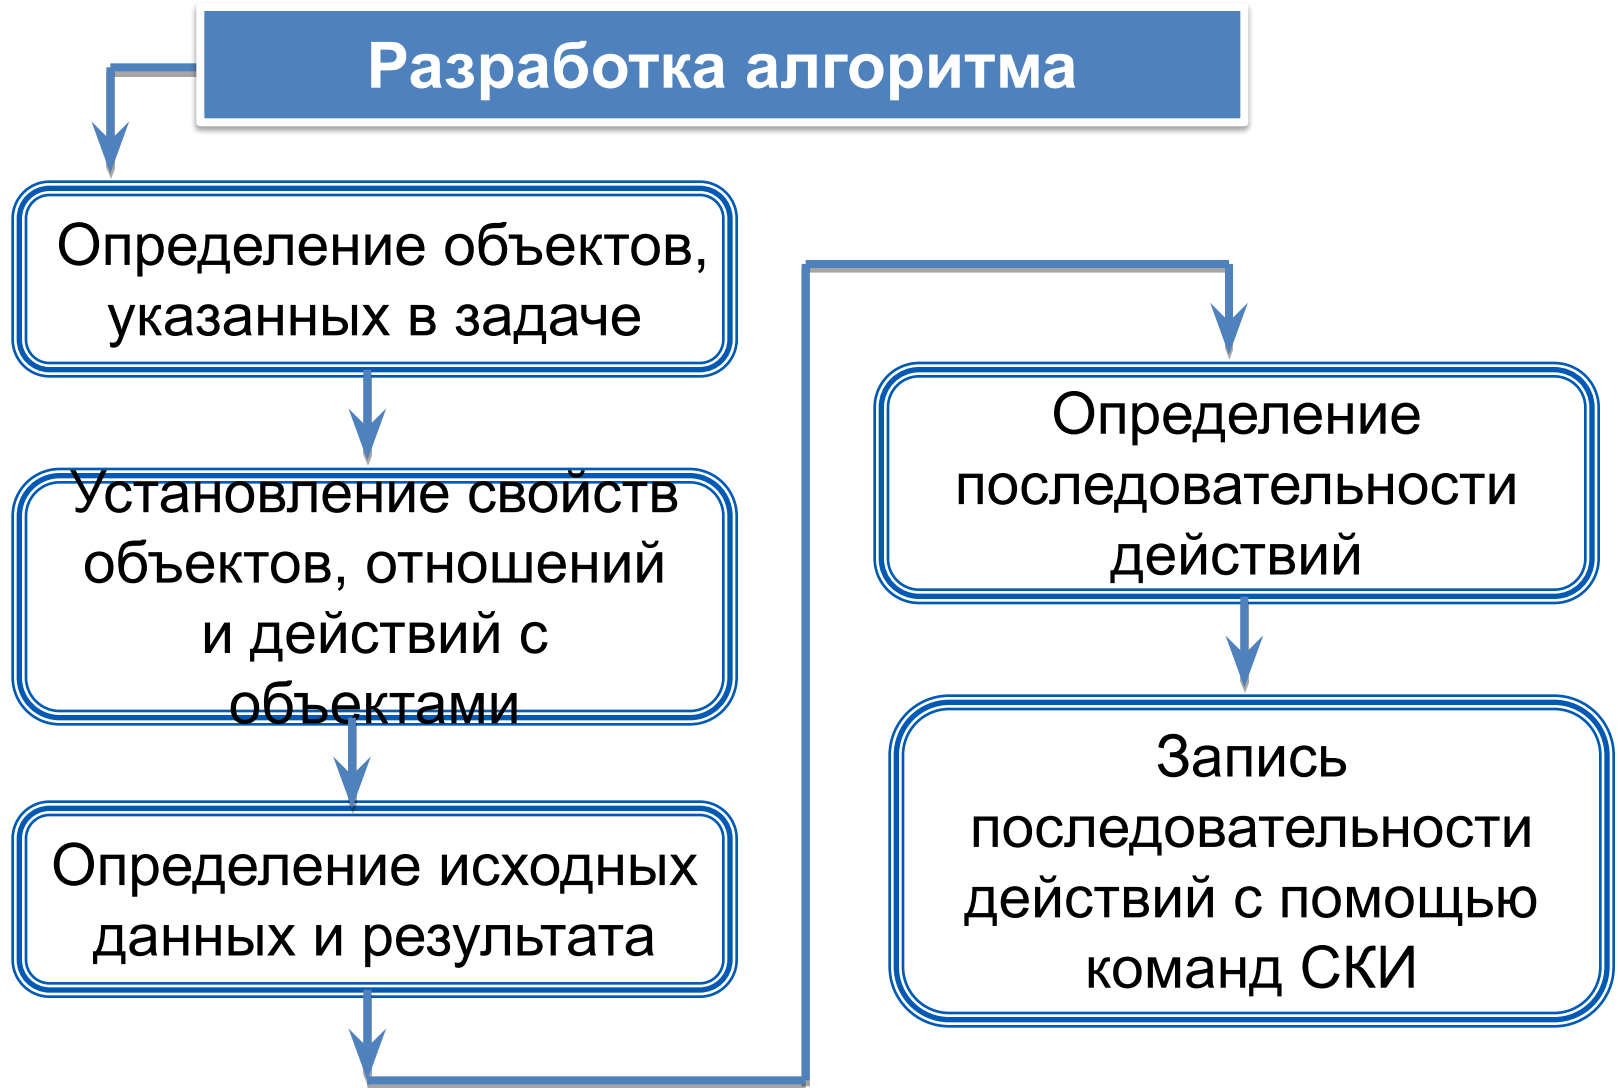 Разработка алгоритма
Определение объектов,
указанных в задаче
Установление свойств
объектов, отношений
и действий с
объектами
Определение исходных
данных и результата
Определение
последовательности
действий
Запись
последовательности
действий с помощью
команд СКИ